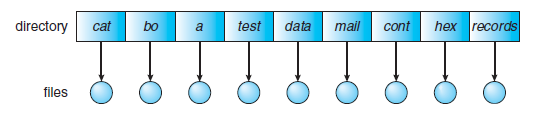 directory cat bo a test data mail cont hex records
files